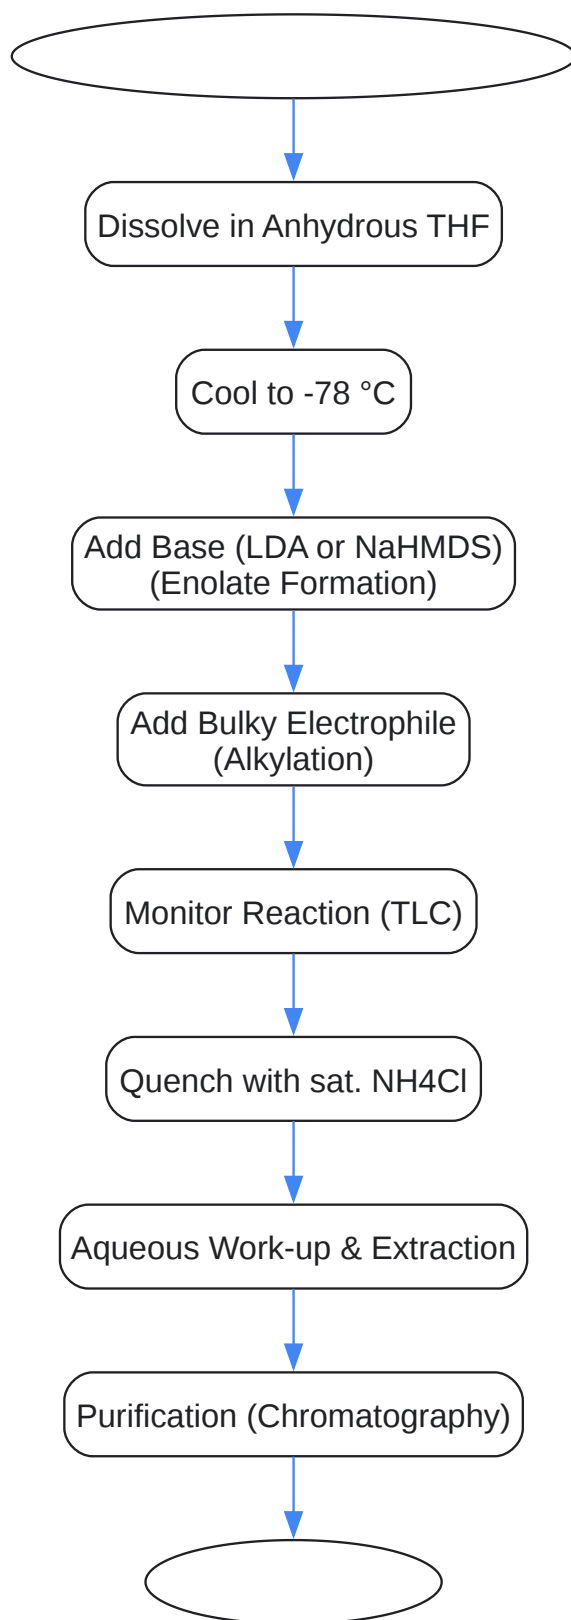 Dissolve in Anhydrous THF
Cool to -78 °C
Add Base (LDA or NaHMDS)
(Enolate Formation)
Add Bulky Electrophile
(Alkylation)
Monitor Reaction (TLC)
Quench with sat. NH4Cl
Aqueous Work-up & Extraction
Purification (Chromatography)